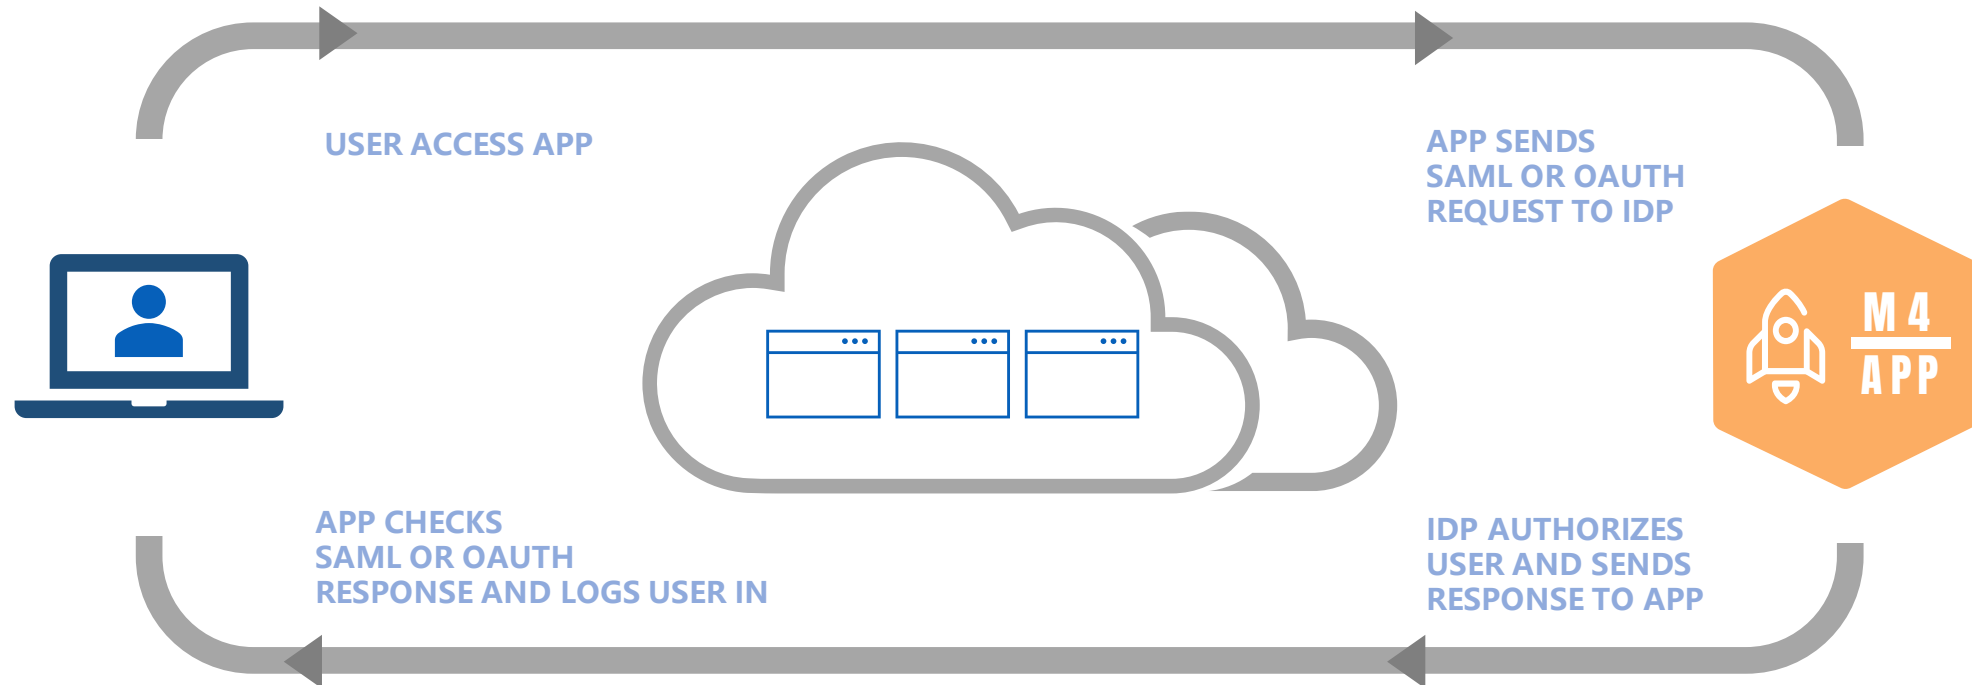 USER ACCESS APP
APP SENDS
SAML OR OAUTH
REQUEST TO IDP
M4
APP
APP CHECKS
SAML OR OAUTH
RESPONSE AND LOGS USER IN
IDP AUTHORIZES
USER AND SENDS
RESPONSE TO APP